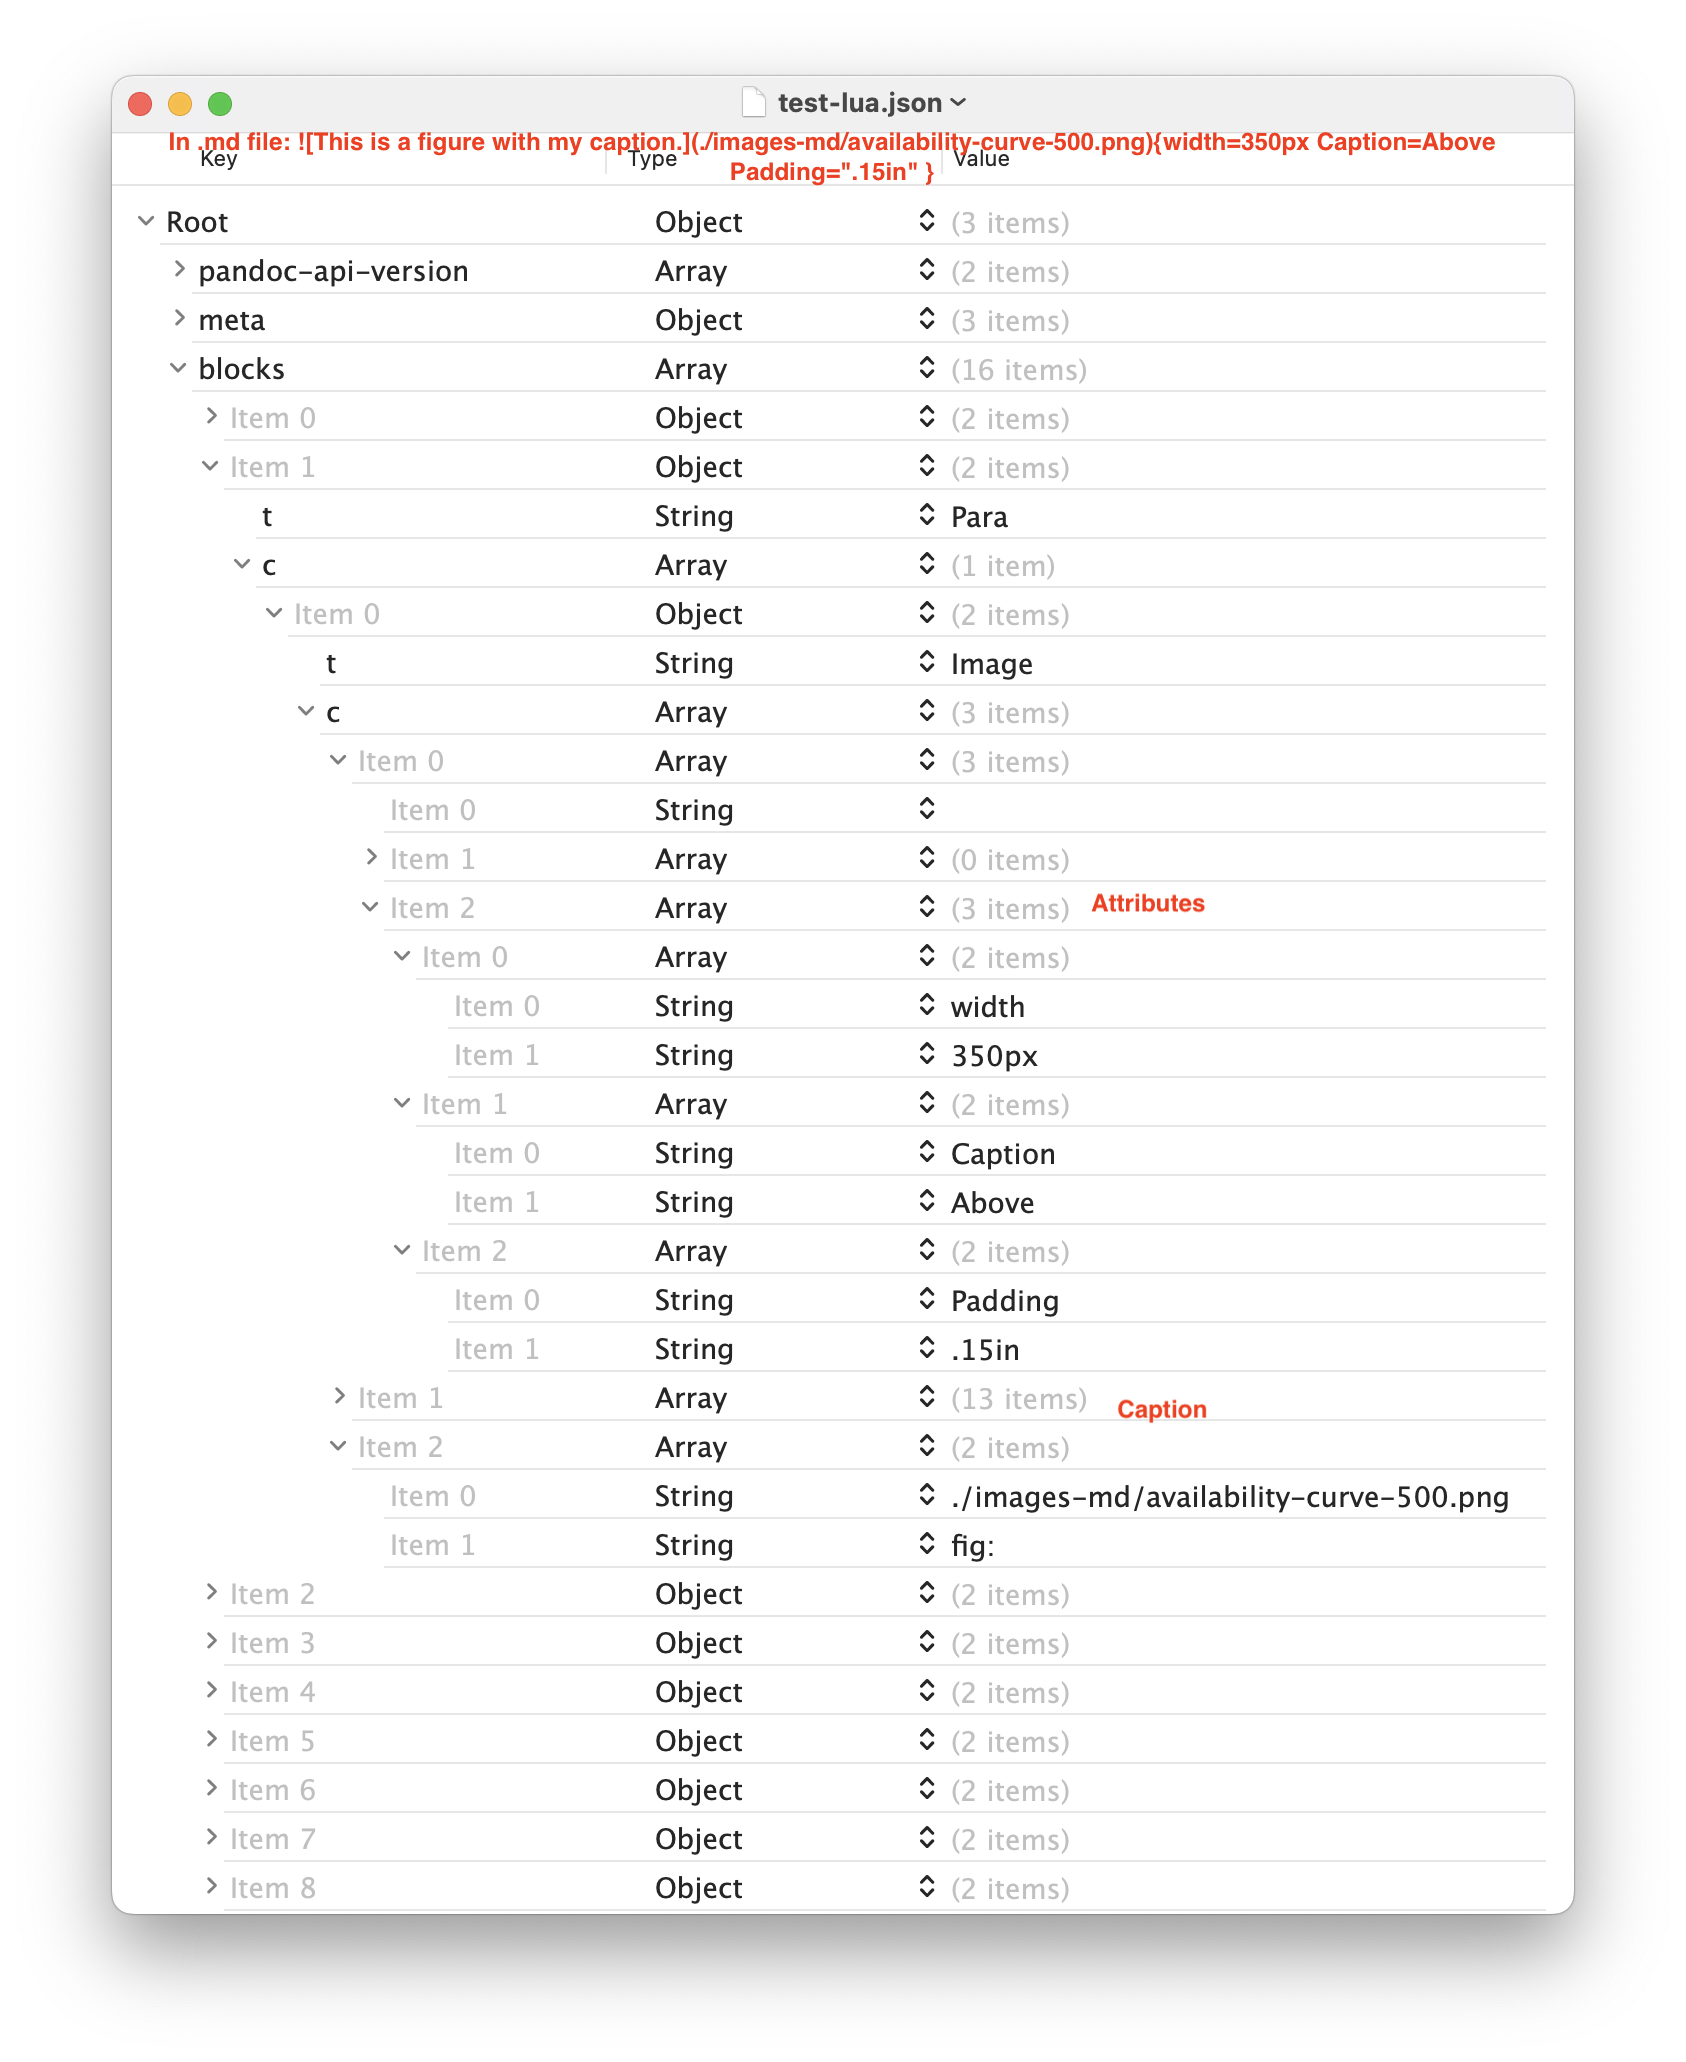 test-lua.json
In .md file: ![This is a figure with my caption.](./images-md/availability-curve-500.png){width=350px Caption=Above
Padding=".15in" }
Key Type Value
Root Object (3 items)
pandoc-api-version Array (2 items)
meta Object (3 items)
blocks Array (16 items)
Item 0 Object (2 items)
Item 1 Object (2 items)
t String Para
c Array (1 item)
Item 0 Object (2 items)
t String Image
c Array (3 items)
Item 0 Array (3 items)
Item 0 String
Item 1 Array (0 items)
Item 2 Array (3 items) Attributes
Item 0 Array (2 items)
Item 0 String width
Item 1 String 350px
Item 1 Array (2 items)
Item 0 String Caption
Item 1 String Above
Item 2 Array (2 items)
Item 0 String Padding
Item 1 String .15in
Item 1 Array (13 items) Caption
Item 2 Array (2 items)
Item 0 String ./images-md/availability-curve-500.png
Item 1 String fig:
Item 2 Object (2 items)
Item 3 Object (2 items)
Item 4 Object (2 items)
Item 5 Object (2 items)
Item 6 Object (2 items)
Item 7 Object (2 items)
Item 8 Object (2 items)